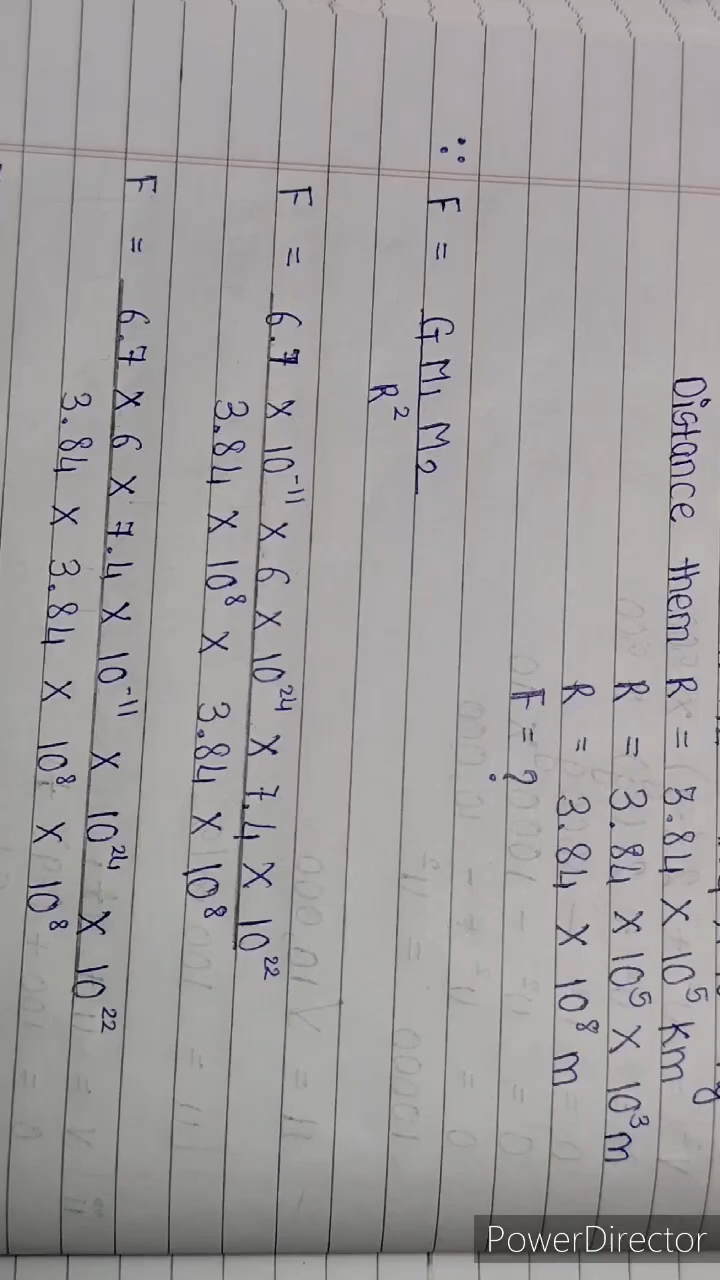 Distance them R = 3.84 × 10⁵ km
R = 3.84 × 10⁵ × 10³ m
R = 3.84 × 10⁸ m
F = ?
∵ F = G M₁ M₂
R²
F = 6.7 × 10⁻¹¹ × 6 × 10²⁴ × 7.4 × 10²²
3.84 × 10⁸ × 3.84 × 10⁸
F = 6.7 × 6 × 7.4 × 10⁻¹¹ × 10²⁴ × 10²²
3.84 × 3.84 × 10⁸ × 10⁸
PowerDirector